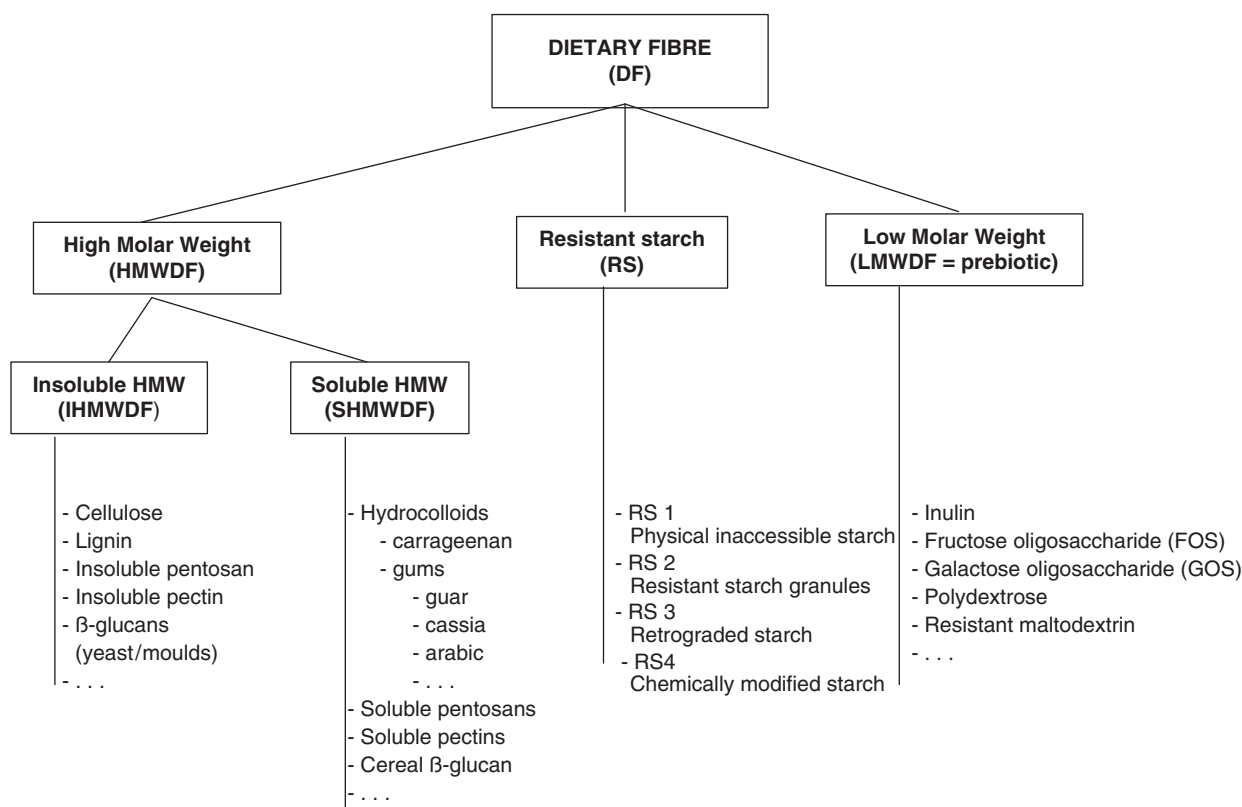 DIETARY FIBRE
(DF)
High Molar Weight
(HMWDF)
Resistant starch
(RS)
Low Molar Weight
(LMWDF = prebiotic)
Insoluble HMW
(IHMWDF)
Soluble HMW
(SHMWDF)
- Cellulose
- Lignin
- Insoluble pentosan
- Insoluble pectin
- ß-glucans
(yeast/moulds)
- . . .
- Hydrocolloids
- carrageenan
- gums
- guar
- cassia
- arabic
- . . .
- Soluble pentosans
- Soluble pectins
- Cereal ß-glucan
- . . .
- RS 1
Physical inaccessible starch
- RS 2
Resistant starch granules
- RS 3
Retrograded starch
- RS4
Chemically modified starch
- Inulin
- Fructose oligosaccharide (FOS)
- Galactose oligosaccharide (GOS)
- Polydextrose
- Resistant maltodextrin
- . . .